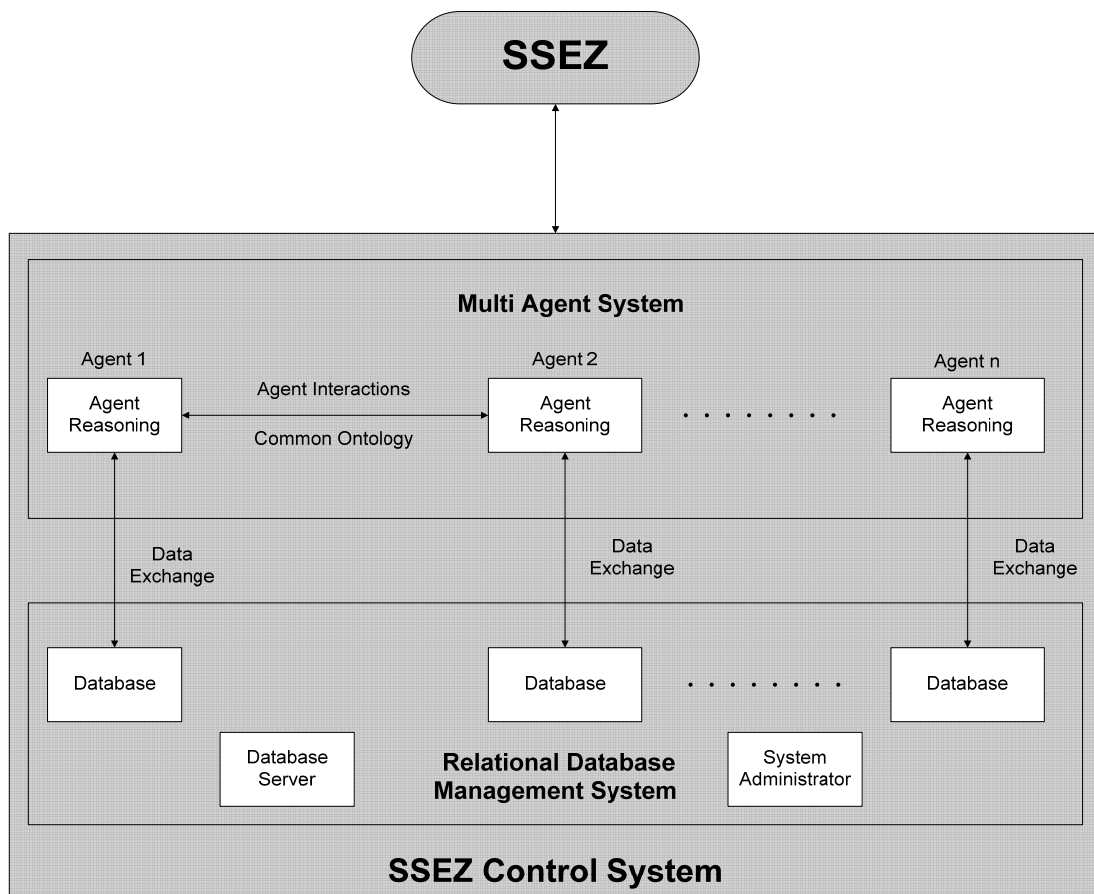 SSEZ
Multi Agent System
Agent 1
Agent 2
Agent n
Agent
Reasoning
Agent Interactions
Common Ontology
Agent
Reasoning
. . . . . . . .
Agent
Reasoning
Data
Exchange
Data
Exchange
Data
Exchange
Database
Database
. . . . . . . .
Database
Database
Server
Relational Database
Management System
System
Administrator
SSEZ Control System